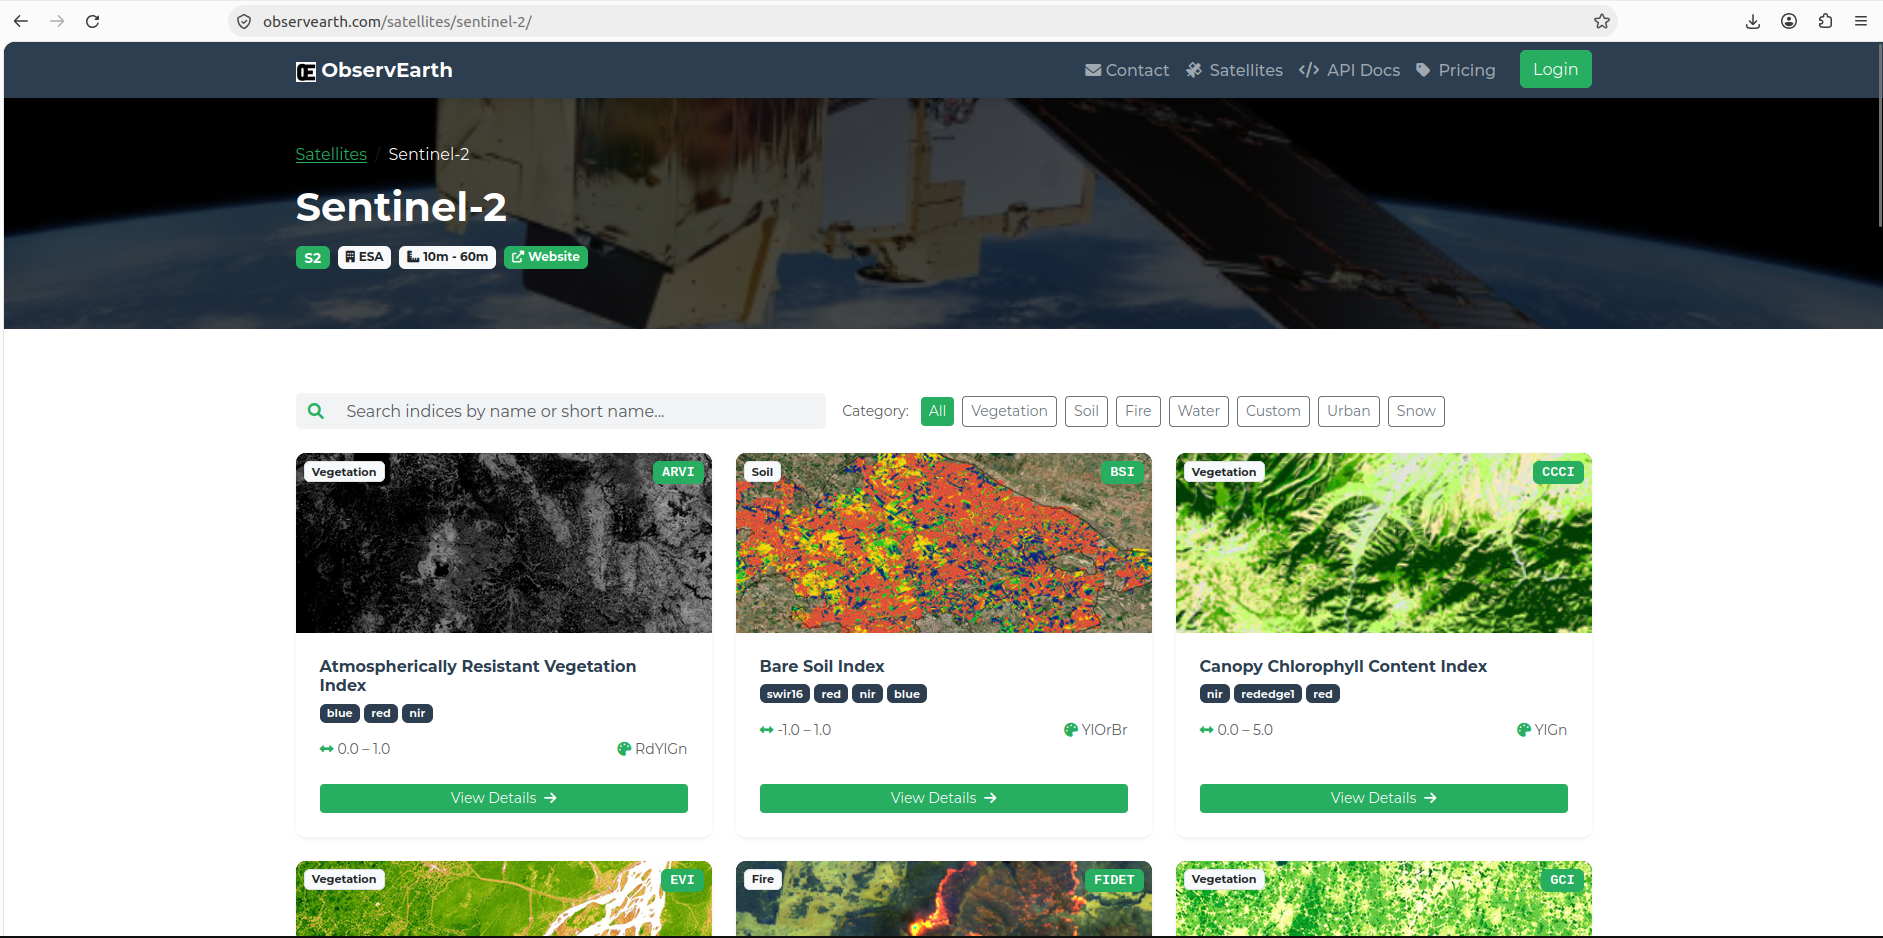 observearth.com/satellites/sentinel-2/
ObservEarth
Contact Satellites API Docs Pricing Login
Satellites / Sentinel-2
Sentinel-2
S2 ESA 10m - 60m Website
Search indices by name or short name...
Category: All Vegetation Soil Fire Water Custom Urban Snow
Vegetation ARVI
Atmospherically Resistant Vegetation
Index
blue red nir
0.0 – 1.0 RdYlGn
View Details
Soil BSI
Bare Soil Index
swir16 red nir blue
-1.0 – 1.0 YlOrBr
View Details
Vegetation CCCI
Canopy Chlorophyll Content Index
nir rededge1 red
0.0 – 5.0 YlGn
View Details
Vegetation EVI
Fire FIDET
Vegetation GCI